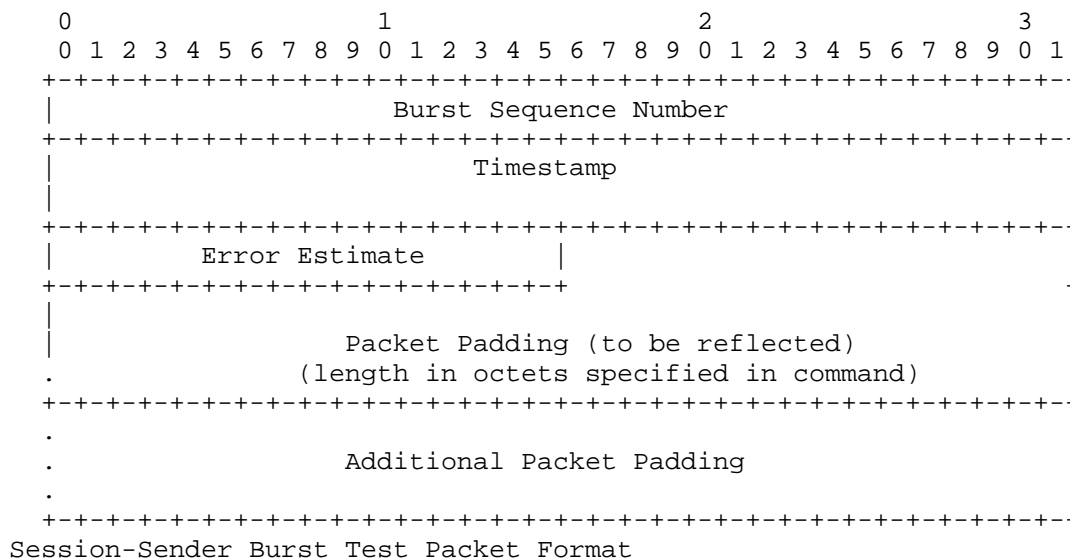 0                   1                   2                   3
0 1 2 3 4 5 6 7 8 9 0 1 2 3 4 5 6 7 8 9 0 1 2 3 4 5 6 7 8 9 0 1
+-+-+-+-+-+-+-+-+-+-+-+-+-+-+-+-+-+-+-+-+-+-+-+-+-+-+-+-+-+-+-+-+-
|                     Burst Sequence Number
+-+-+-+-+-+-+-+-+-+-+-+-+-+-+-+-+-+-+-+-+-+-+-+-+-+-+-+-+-+-+-+-+-
|                          Timestamp
|
+-+-+-+-+-+-+-+-+-+-+-+-+-+-+-+-+-+-+-+-+-+-+-+-+-+-+-+-+-+-+-+-+-
|         Error Estimate        |
+-+-+-+-+-+-+-+-+-+-+-+-+-+-+-+-+                               -
|
|                  Packet Padding (to be reflected)
.               (length in octets specified in command)
+-+-+-+-+-+-+-+-+-+-+-+-+-+-+-+-+-+-+-+-+-+-+-+-+-+-+-+-+-+-+-+-+-
.
.                  Additional Packet Padding
.
+-+-+-+-+-+-+-+-+-+-+-+-+-+-+-+-+-+-+-+-+-+-+-+-+-+-+-+-+-+-+-+-+-
Session-Sender Burst Test Packet Format